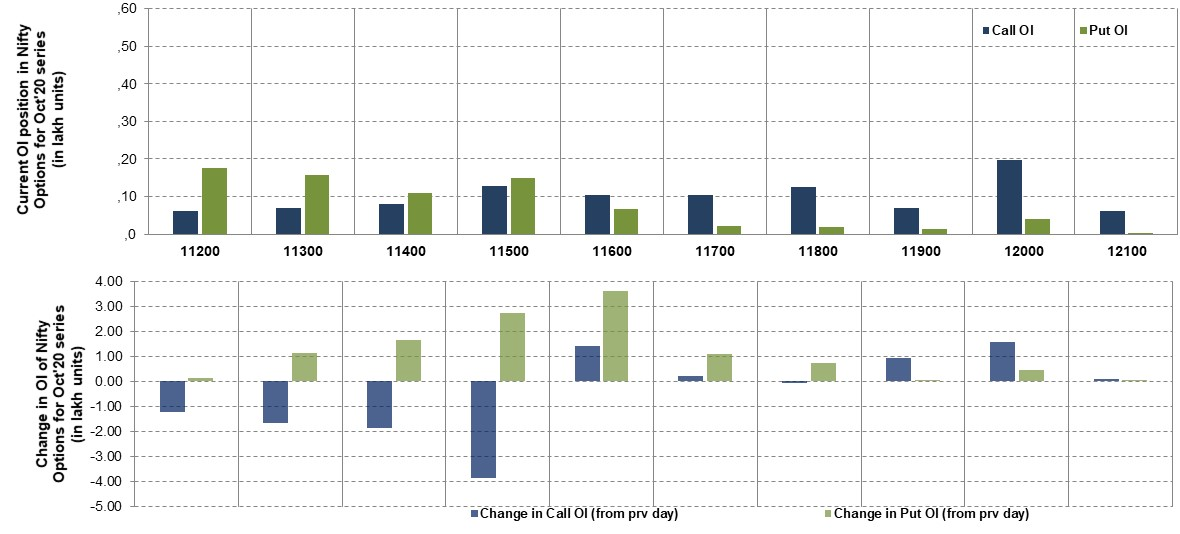 Current OI position in Nifty
Options for Oct'20 series
(in lakh units)
,60
,50
,40
,30
,20
,10
,0
Call OI
Put OI
11200
11300
11400
11500
11600
11700
11800
11900
12000
12100
Change in OI of Nifty
Options for Oct'20 series
(in lakh units)
4.00
3.00
2.00
1.00
0.00
-1.00
-2.00
-3.00
-4.00
-5.00
Change in Call OI (from prv day)
Change in Put OI (from prv day)